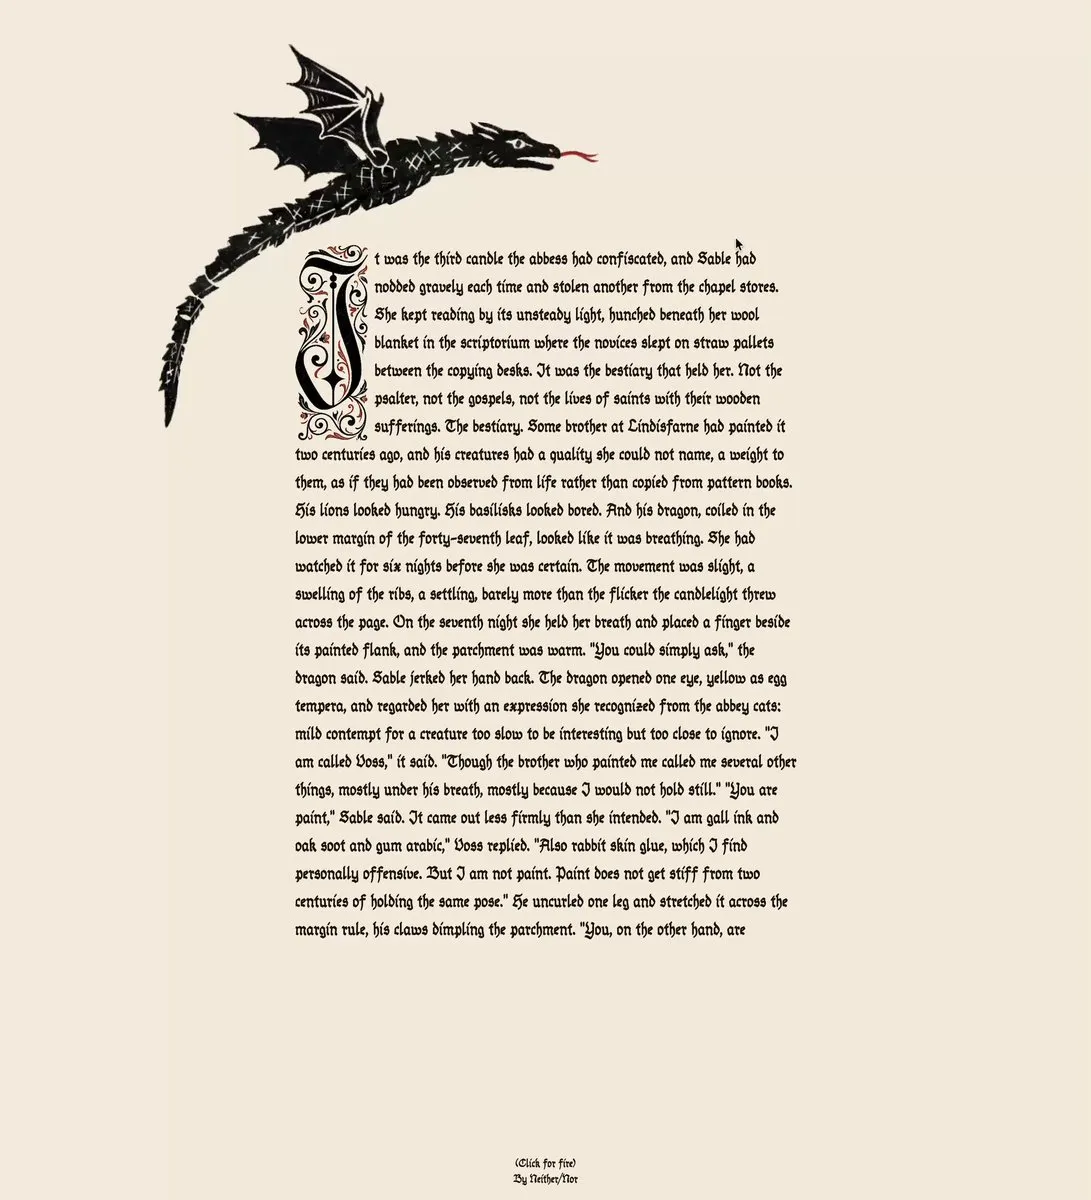 It was the third candle the abbess had confiscated, and Sable had
nodded gravely each time and stolen another from the chapel stores.
She kept reading by its unsteady light, hunched beneath her wool
blanket in the scriptorium where the novices slept on straw pallets
between the copying desks. It was the bestiary that held her. Not the
psalter, not the gospels, not the lives of saints with their wooden
sufferings. The bestiary. Some brother at Lindisfarne had painted it
two centuries ago, and his creatures had a quality she could not name, a weight to
them, as if they had been observed from life rather than copied from pattern books.
His lions looked hungry. His basilisks looked bored. And his dragon, coiled in the
lower margin of the forty-seventh leaf, looked like it was breathing. She had
watched it for six nights before she was certain. The movement was slight, a
swelling of the ribs, a settling, barely more than the flicker the candlelight threw
across the page. On the seventh night she held her breath and placed a finger beside
its painted flank, and the parchment was warm. "You could simply ask," the
dragon said. Sable jerked her hand back. The dragon opened one eye, yellow as egg
tempera, and regarded her with an expression she recognized from the abbey cats:
mild contempt for a creature too slow to be interesting but too close to ignore. "I
am called Voss," it said. "Though the brother who painted me called me several other
things, mostly under his breath, mostly because I would not hold still." "You are
paint," Sable said. It came out less firmly than she intended. "I am gall ink and
oak soot and gum arabic," Voss replied. "Also rabbit skin glue, which I find
personally offensive. But I am not paint. Paint does not get stiff from two
centuries of holding the same pose." He uncurled one leg and stretched it across the
margin rule, his claws dimpling the parchment. "You, on the other hand, are
(Click for fire)
By Neither/Nor